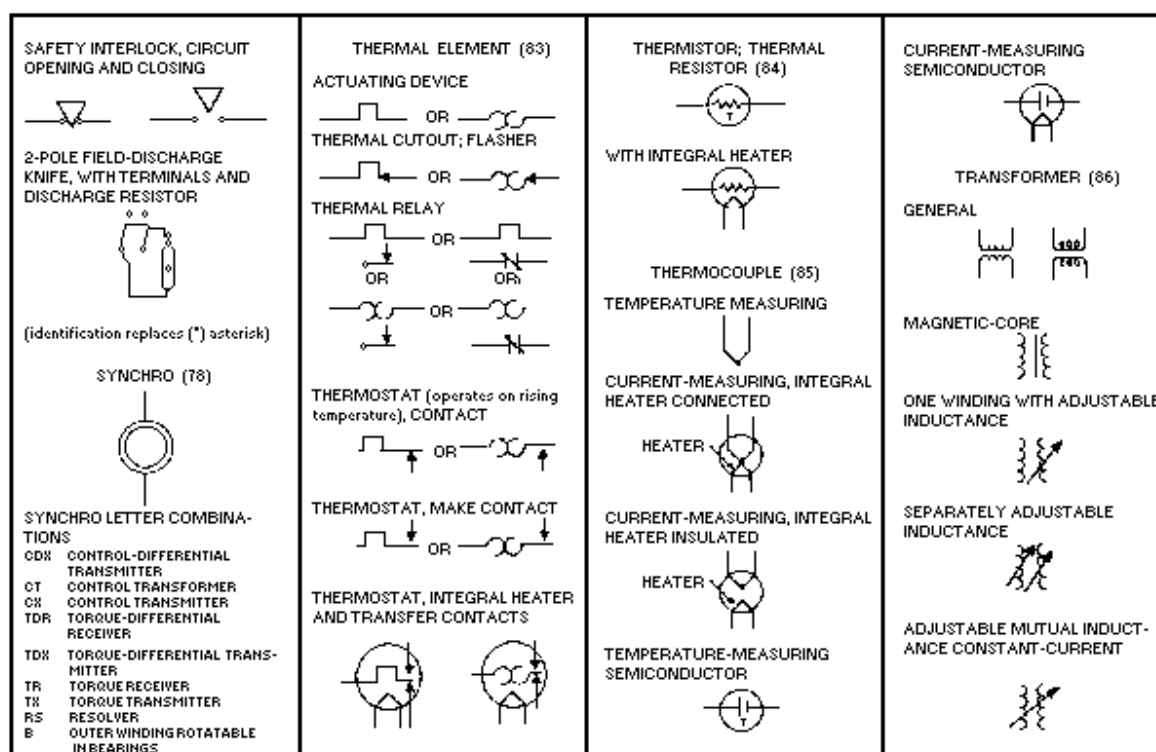 SAFETY INTERLOCK, CIRCUIT
OPENING AND CLOSING
2-POLE FIELD-DISCHARGE
KNIFE, WITH TERMINALS AND
DISCHARGE RESISTOR
(identification replaces (*) asterisk)
SYNCHRO (78)
SYNCHRO LETTER COMBINA-
TIONS
CDX CONTROL-DIFFERENTIAL
TRANSMITTER
CT CONTROL TRANSFORMER
CX CONTROL TRANSMITTER
TDR TORQUE-DIFFERENTIAL
RECEIVER
TDX TORQUE-DIFFERENTIAL TRANS-
MITTER
TR TORQUE RECEIVER
TX TORQUE TRANSMITTER
RS RESOLVER
B OUTER WINDING ROTATABLE
IN BEARINGS
THERMAL ELEMENT (83)
ACTUATING DEVICE
OR
THERMAL CUTOUT; FLASHER
OR
THERMAL RELAY
OR
OR OR
OR
THERMOSTAT (operates on rising
temperature), CONTACT
OR
THERMOSTAT, MAKE CONTACT
OR
THERMOSTAT, INTEGRAL HEATER
AND TRANSFER CONTACTS
THERMISTOR; THERMAL
RESISTOR (84)
T
WITH INTEGRAL HEATER
THERMOCOUPLE (85)
TEMPERATURE MEASURING
CURRENT-MEASURING, INTEGRAL
HEATER CONNECTED
HEATER
CURRENT-MEASURING, INTEGRAL
HEATER INSULATED
HEATER
TEMPERATURE-MEASURING
SEMICONDUCTOR
T
CURRENT-MEASURING
SEMICONDUCTOR
TRANSFORMER (86)
GENERAL
MAGNETIC-CORE
ONE WINDING WITH ADJUSTABLE
INDUCTANCE
SEPARATELY ADJUSTABLE
INDUCTANCE
ADJUSTABLE MUTUAL INDUCT-
ANCE CONSTANT-CURRENT